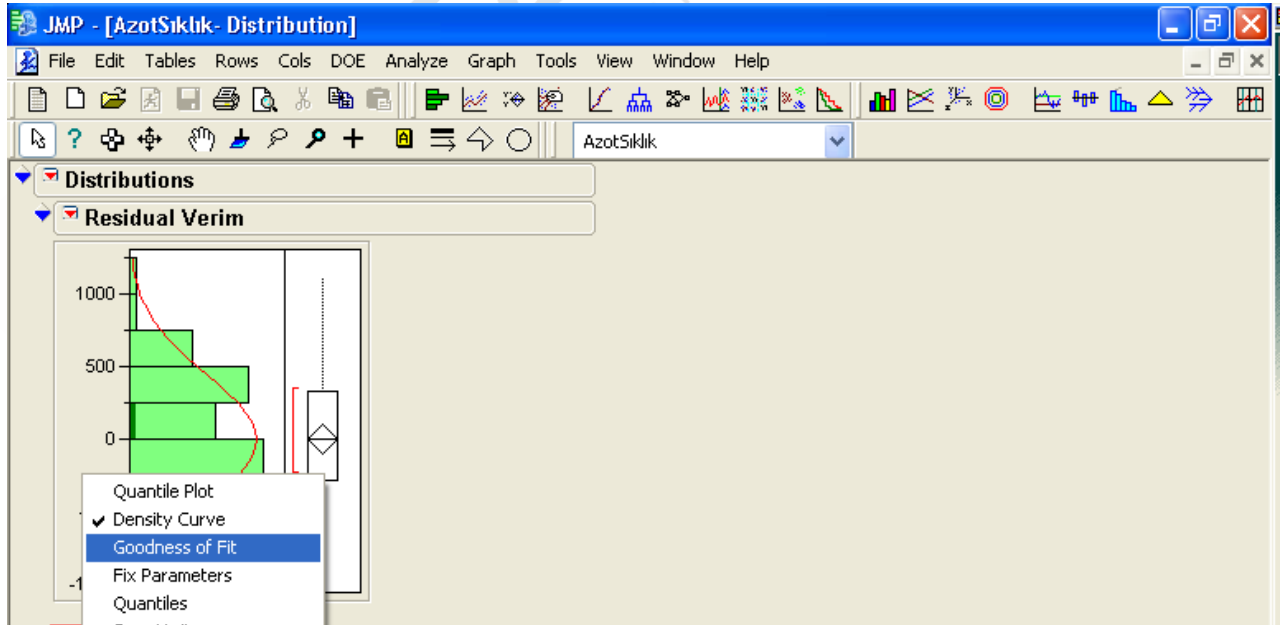 JMP - [AzotSıklık- Distribution]
File Edit Tables Rows Cols DOE Analyze Graph Tools View Window Help
AzotSıklık
Distributions
Residual Verim
1000
500
0
-1
Quantile Plot
Density Curve
Goodness of Fit
Fix Parameters
Quantiles